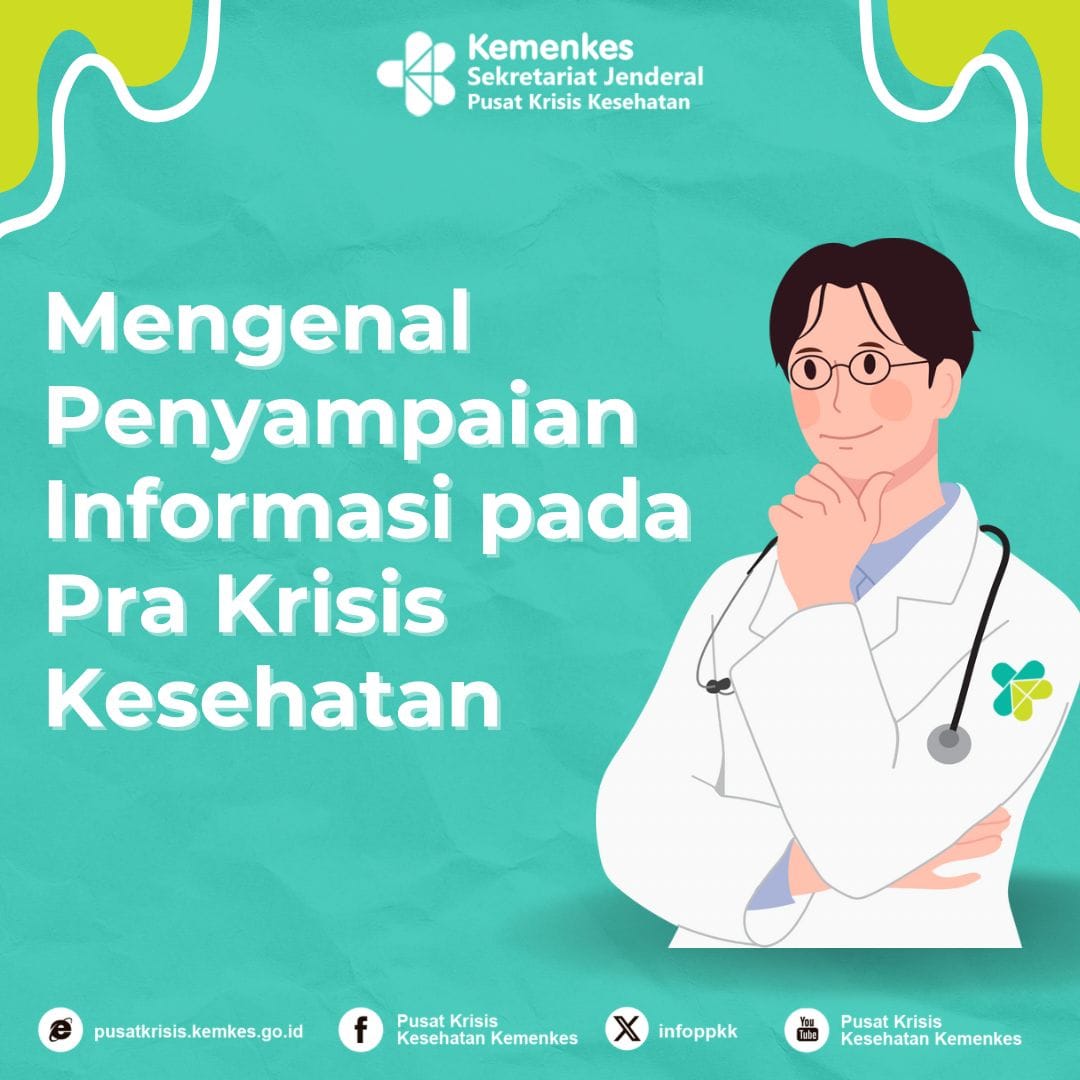 Kemenkes
Sekretariat Jenderal
Pusat Krisis Kesehatan
Mengenal
Penyampaian
Informasi pada
Pra Krisis
Kesehatan
pusatkrisis.kemkes.go.id
Pusat Krisis
Kesehatan Kemenkes
infoppkk
You
Tube
Pusat Krisis
Kesehatan Kemenkes